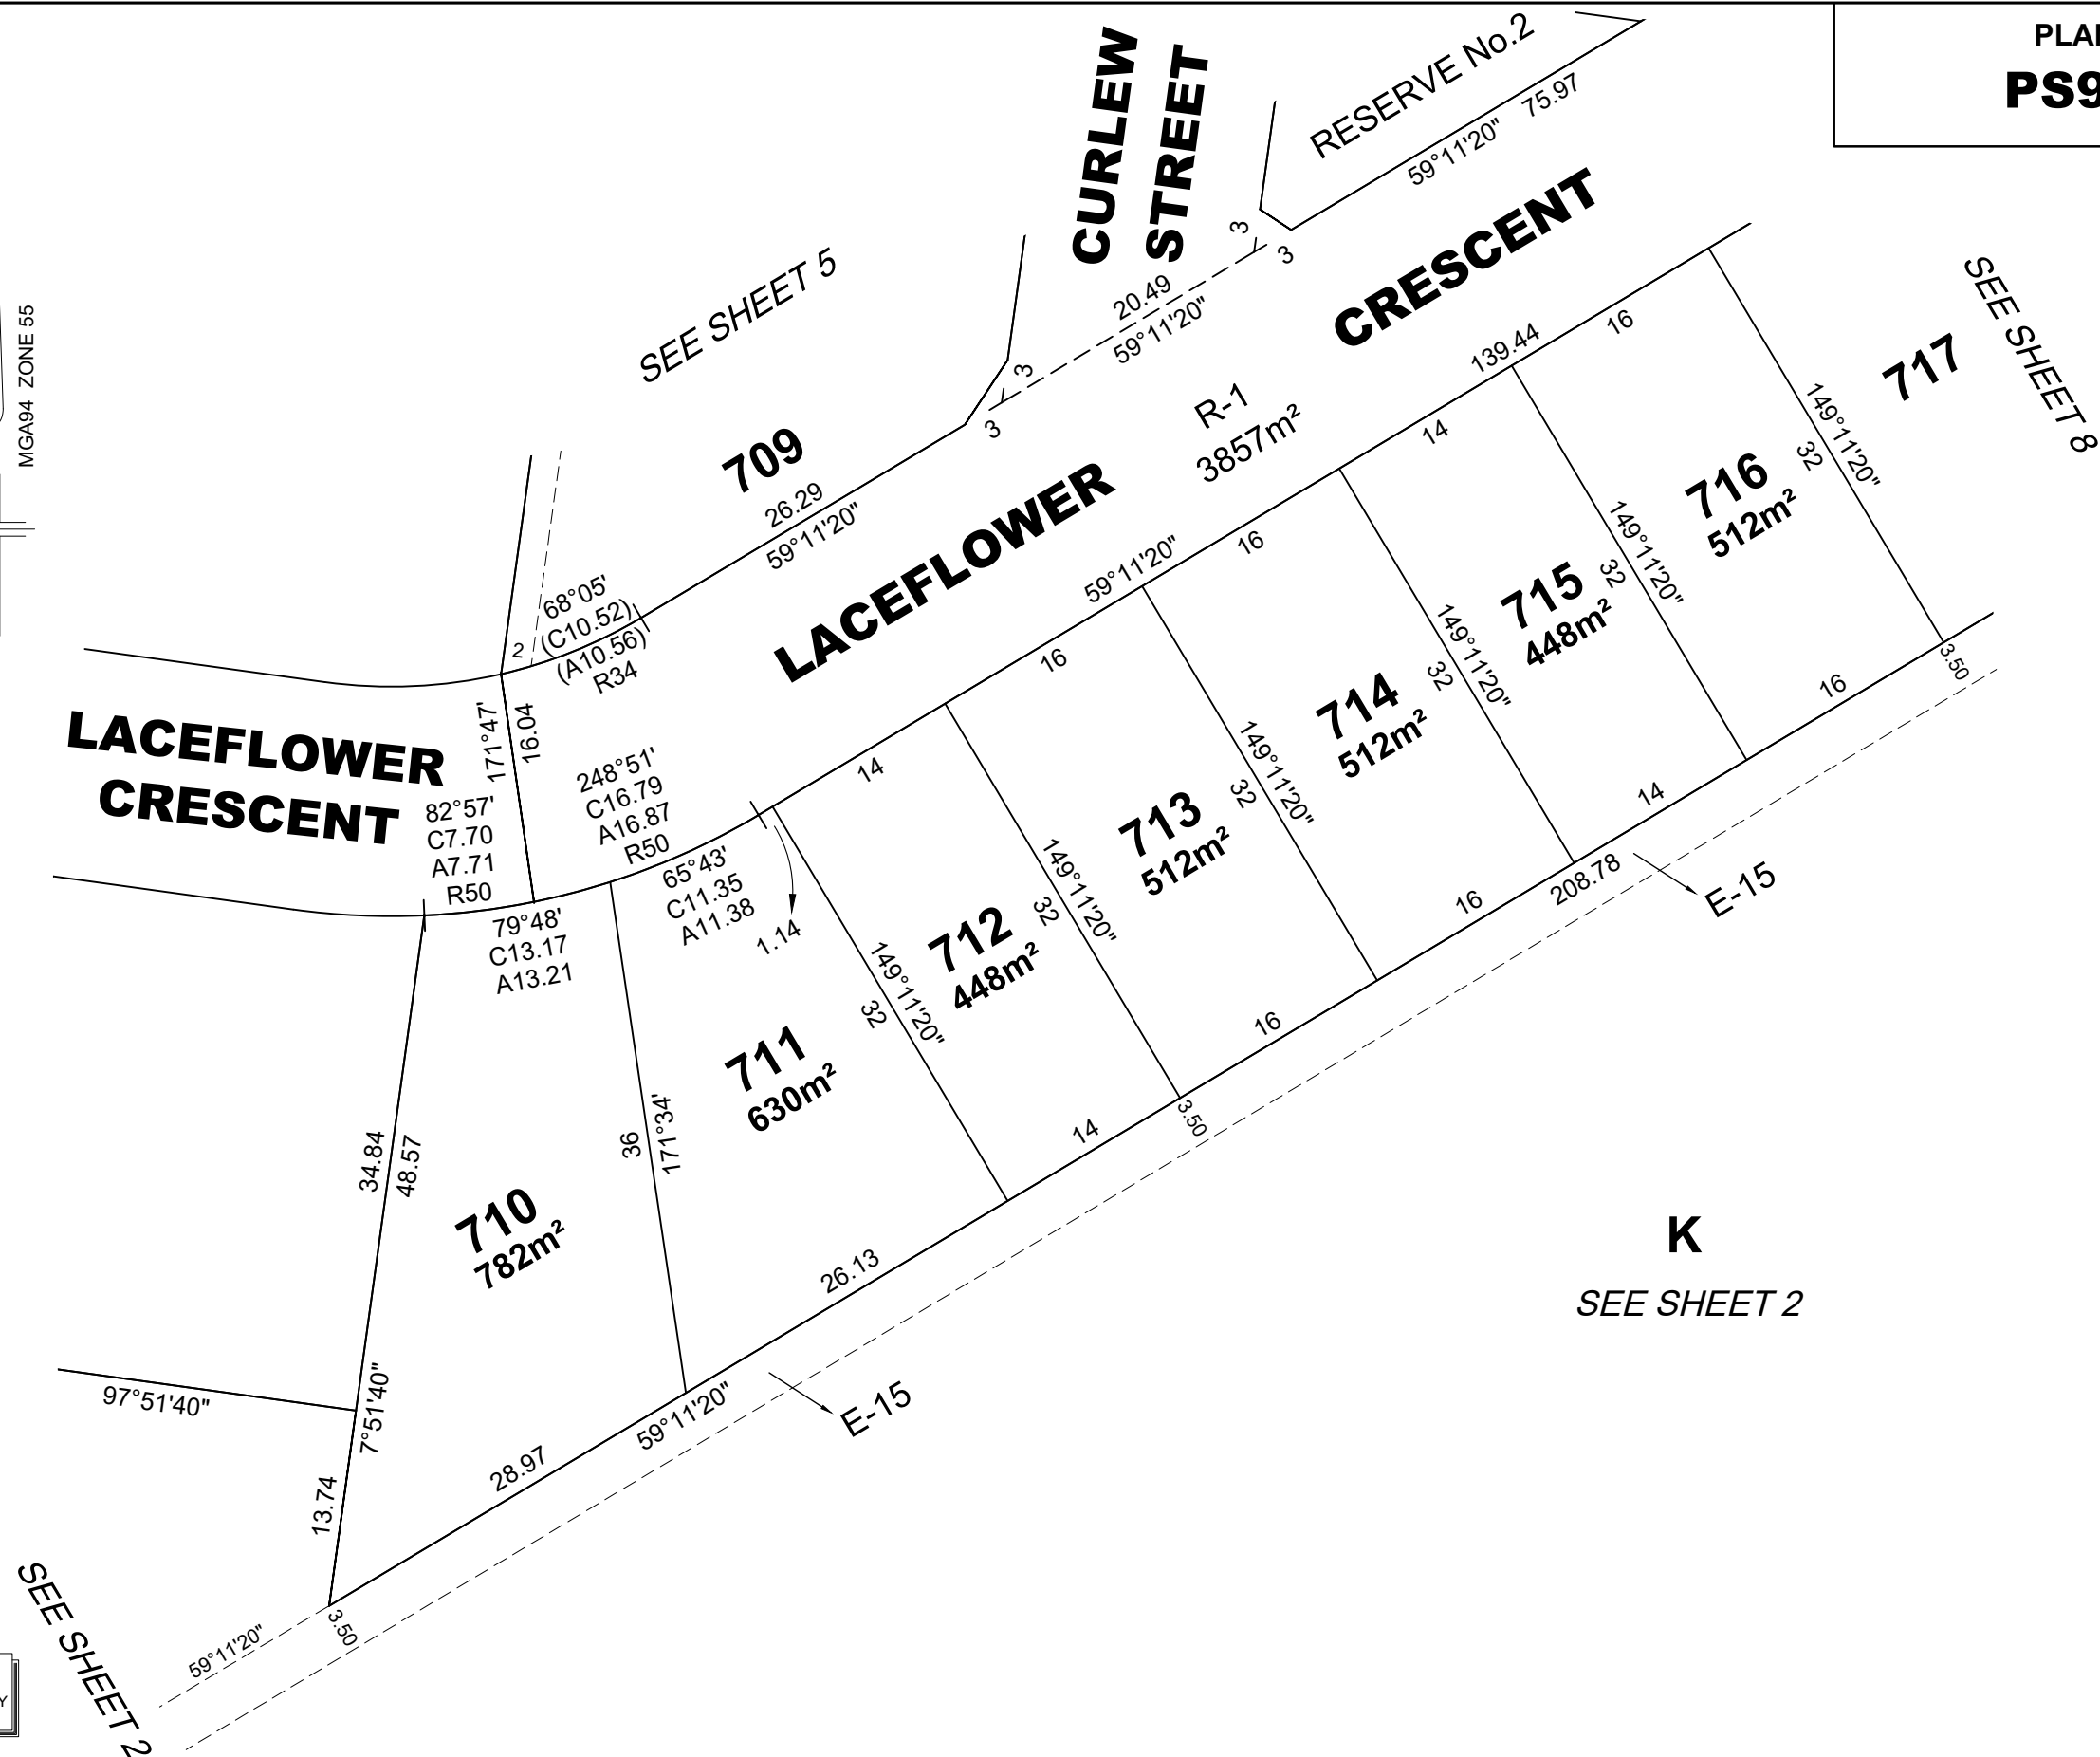 PLAN
PS9
MGA94 ZONE 55
CURLEW
STREET
RESERVE No.2
75.97
59°11'20"
SEE SHEET 5
3
3
20.49
59°11'20"
3
3
CRESCENT
SEE SHEET 8
717
139.44
16
149°11'20"
32
R-1
3857m²
14
716
512m²
709
26.29
59°11'20"
LACEFLOWER
59°11'20"
16
149°11'20"
32
715
448m²
68°05'
(C10.52)
(A10.56)
R34
2
16
149°11'20"
32
714
512m²
16
3.50
LACEFLOWER
CRESCENT
171°47'
16.04
248°51'
C16.79
A16.87
R50
14
149°11'20"
32
713
512m²
14
82°57'
C7.70
A7.71
R50
65°43'
C11.35
A11.38
1.14
149°11'20"
32
712
448m²
16
208.78
E-15
79°48'
C13.17
A13.21
149°11'20"
32
711
630m²
16
14
3.50
34.84
48.57
36
171°34'
710
782m²
26.13
K
SEE SHEET 2
97°51'40"
7°51'40"
59°11'20"
E-15
28.97
13.74
3.50
59°11'20"
SEE SHEET 2
Y